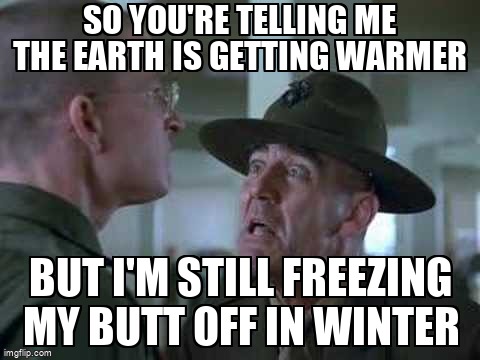 SO YOU'RE TELLING ME
THE EARTH IS GETTING WARMER
BUT I'M STILL FREEZING
MY BUTT OFF IN WINTER
imgflip.com